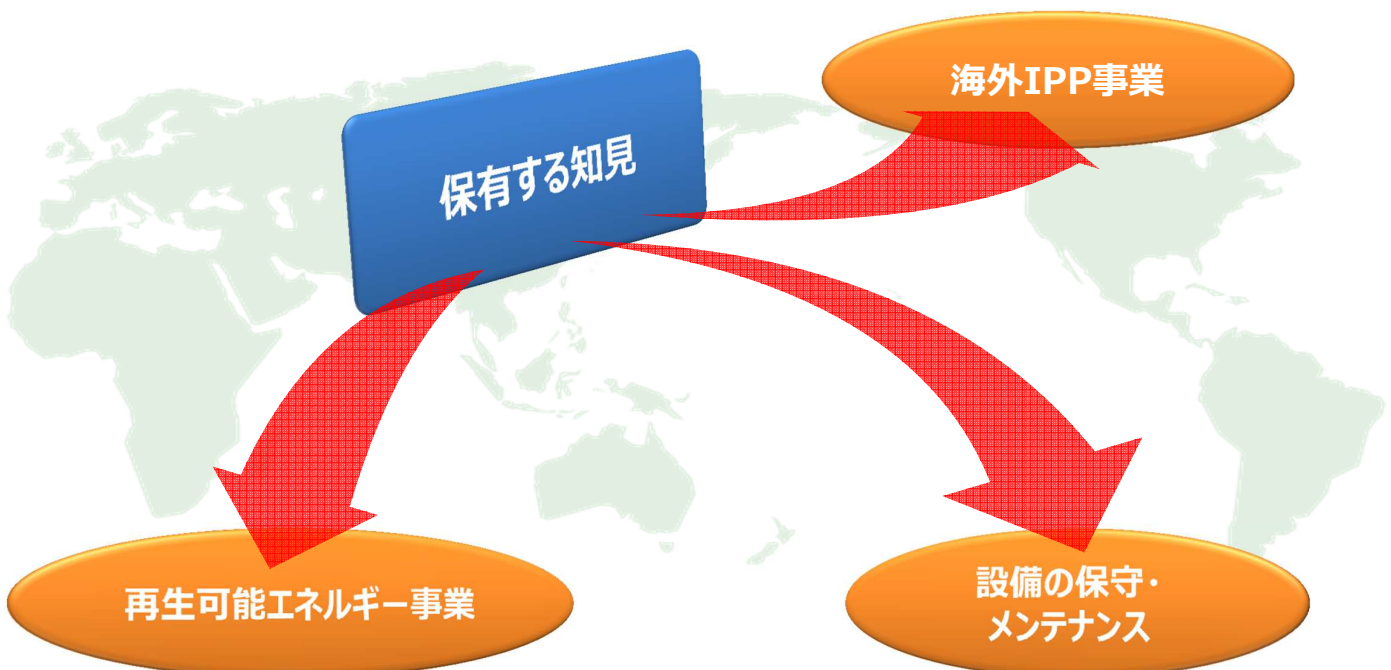 海外IPP事業
保有する知見
再生可能エネルギー事業
設備の保守・
メンテナンス